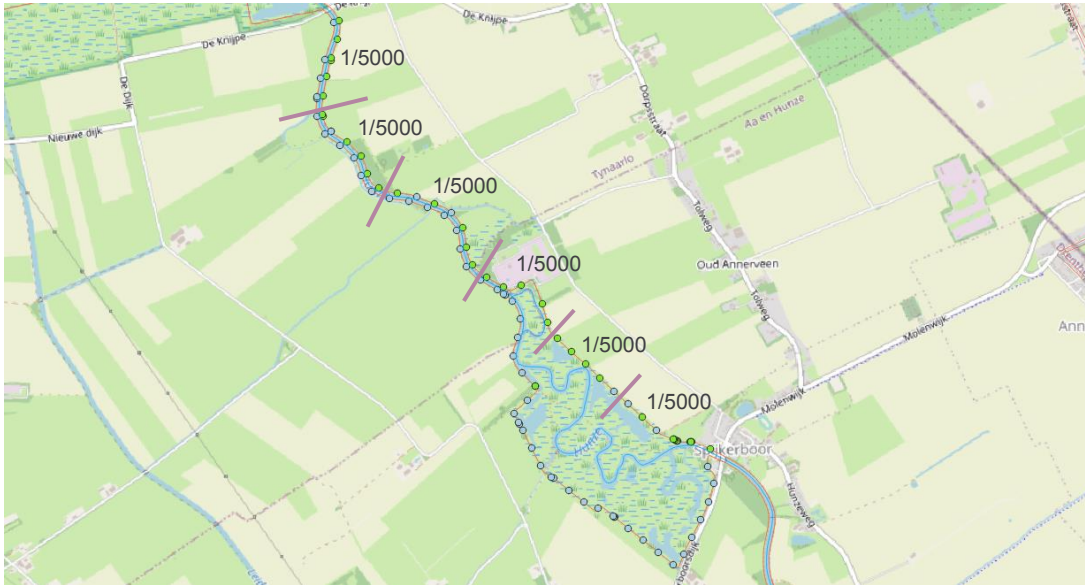 De Knijpe
De Knijpe
1/5000
De Dijk
Dorpsstraat
Aa en Hunze
Nieuwe dijk
1/5000
Tynaarlo
1/5000
Tolweg
Oud Annerveen
1/5000
Tolweg
Molenwijk
Ann
1/5000
1/5000
Molenwijk
Hunze
Spijkerboor
Hunzeweg